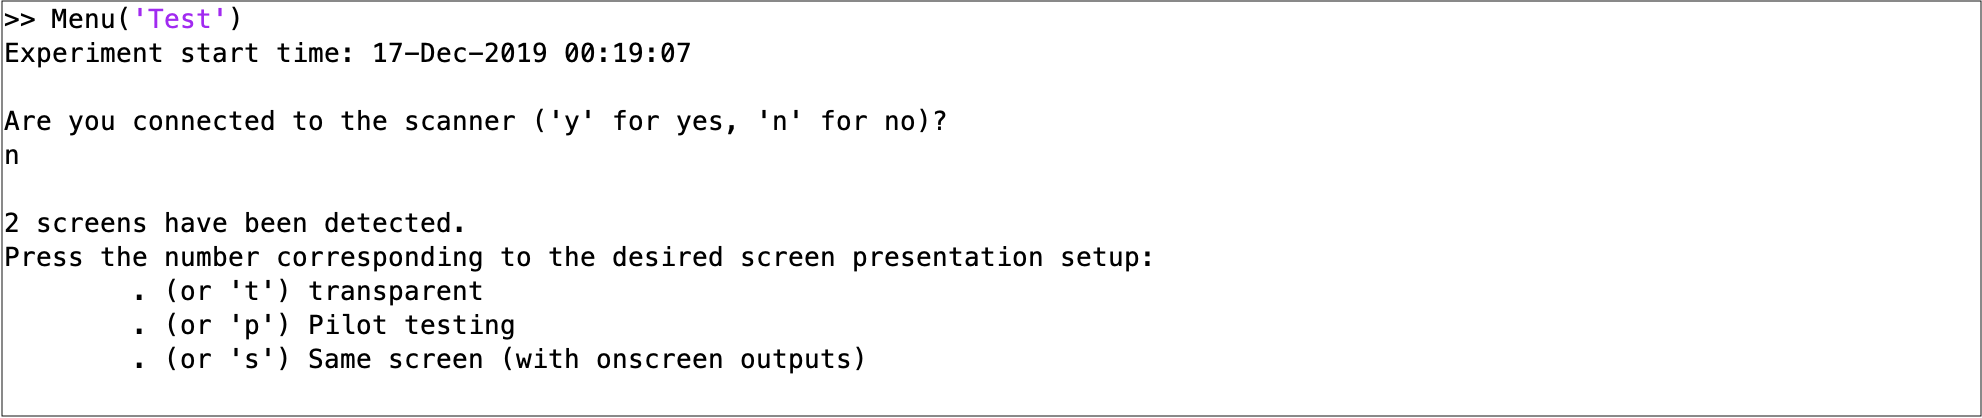 >> Menu('Test')
Experiment start time: 17-Dec-2019 00:19:07
Are you connected to the scanner ('y' for yes, 'n' for no)?
n
2 screens have been detected.
Press the number corresponding to the desired screen presentation setup:
. (or 't') transparent
. (or 'p') Pilot testing
. (or 's') Same screen (with onscreen outputs)